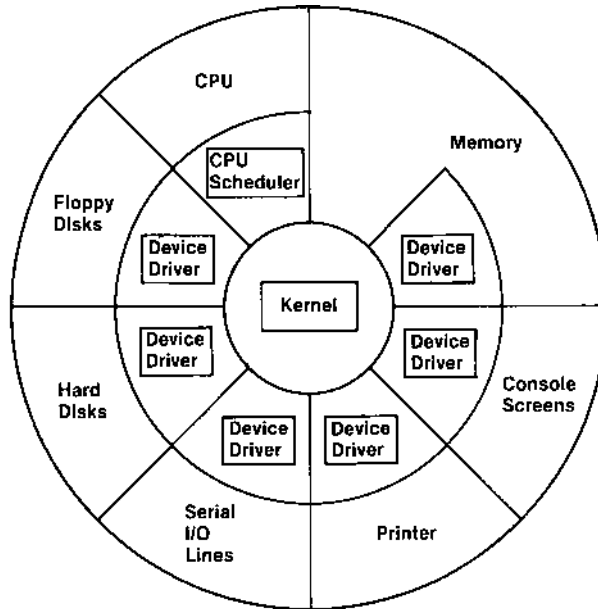 CPU
Memory
CPU
Scheduler
Floppy
Disks
Device
Driver
Device
Driver
Kernel
Device
Driver
Device
Driver
Hard
Disks
Console
Screens
Device
Driver
Device
Driver
Serial
I/O
Lines
Printer